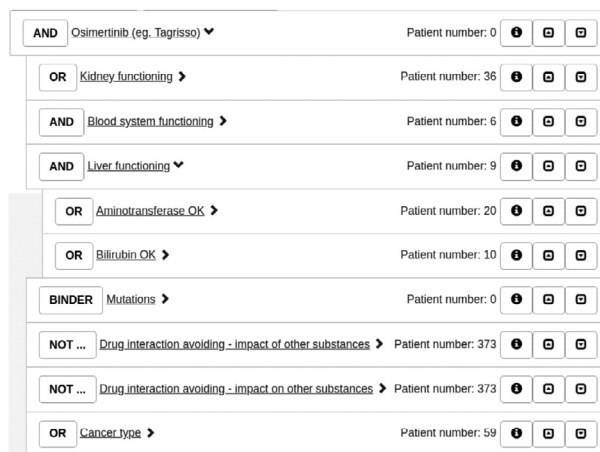 AND Osimertinib (eg. Tagrisso) Patient number: 0
OR Kidney functioning Patient number: 36
AND Blood system functioning Patient number: 6
AND Liver functioning Patient number: 9
OR Aminotransferase OK Patient number: 20
OR Bilirubin OK Patient number: 10
BINDER Mutations Patient number: 0
NOT ... Drug interaction avoiding - impact of other substances Patient number: 373
NOT ... Drug interaction avoiding - impact on other substances Patient number: 373
OR Cancer type Patient number: 59